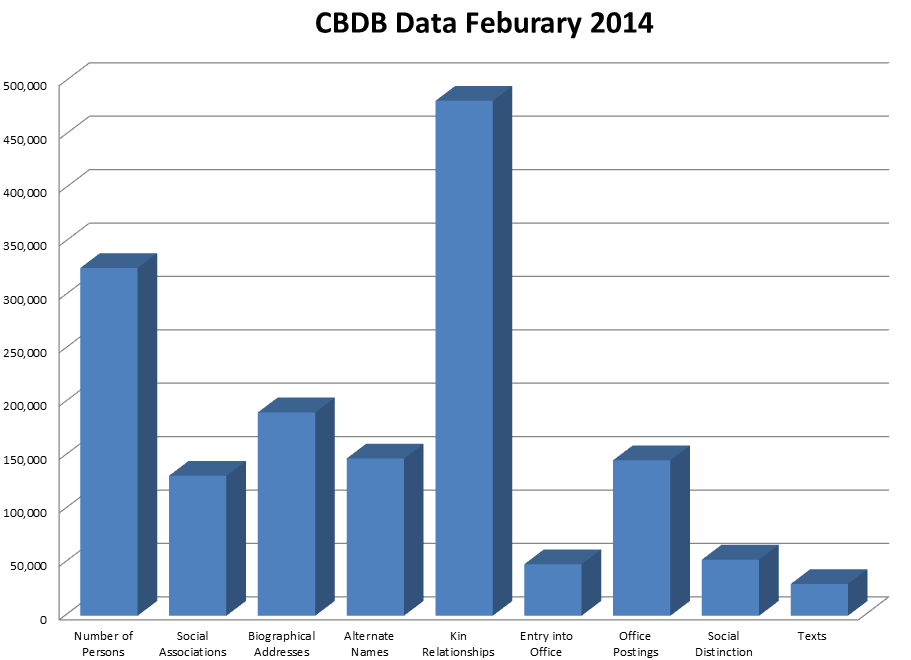 CBDB Data Feburary 2014
500,000
450,000
400,000
350,000
300,000
250,000
200,000
150,000
100,000
50,000
0
Number of
Persons
Social
Associations
Biographical
Addresses
Alternate
Names
Kin
Relationships
Entry into
Office
Office
Postings
Social
Distinction
Texts